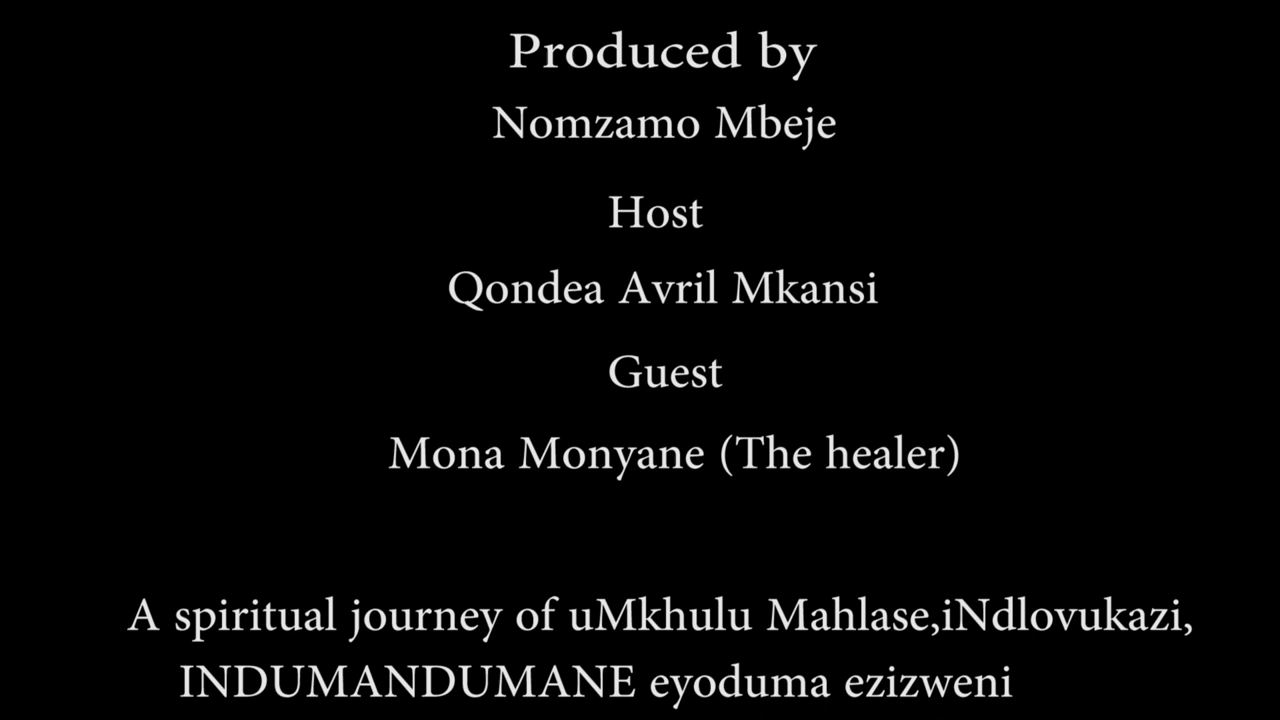 Produced by
Nomzamo Mbeje
Host
Qondea Avril Mkansi
Guest
Mona Monyane (The healer)
A spiritual journey of uMkhulu Mahlase,iNdlovukazi,
INDUMANDUMANE eyoduma ezizweni